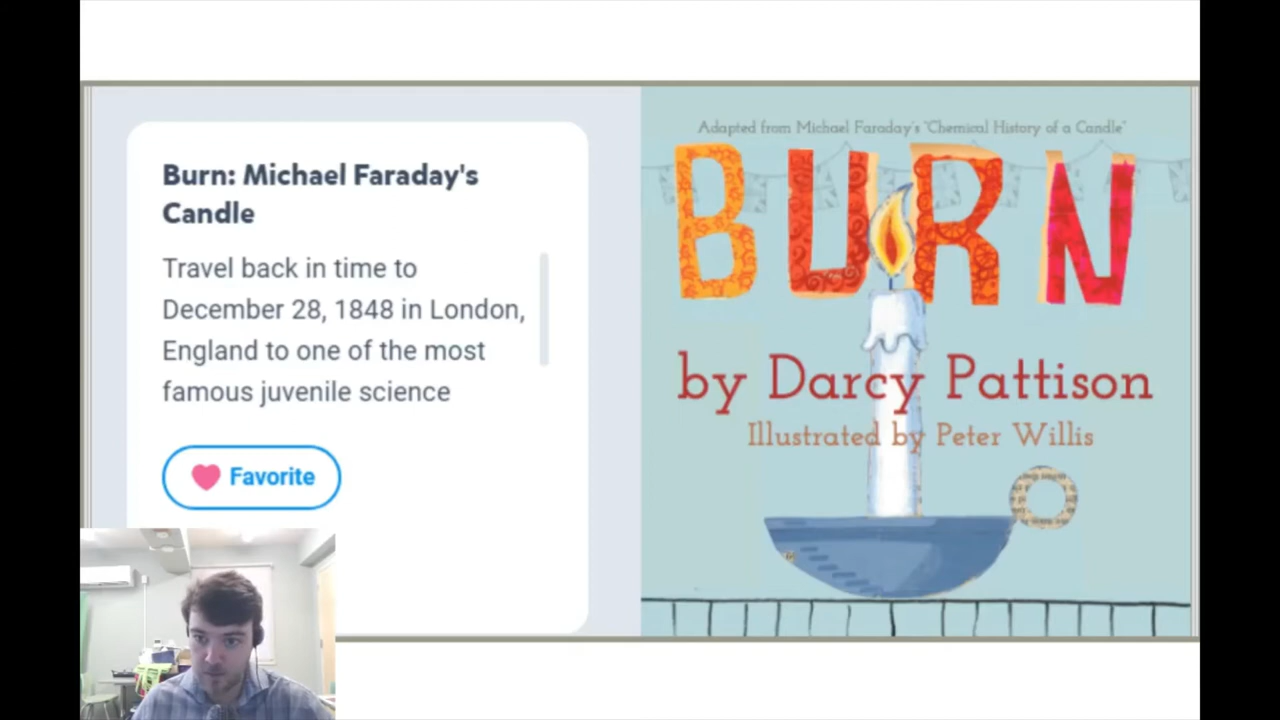 Burn: Michael Faraday's
Candle
Travel back in time to
December 28, 1848 in London,
England to one of the most
famous juvenile science
Favorite
Adapted from Michael Faraday's "Chemical History of a Candle"
BURN
by Darcy Pattison
Illustrated by Peter Willis